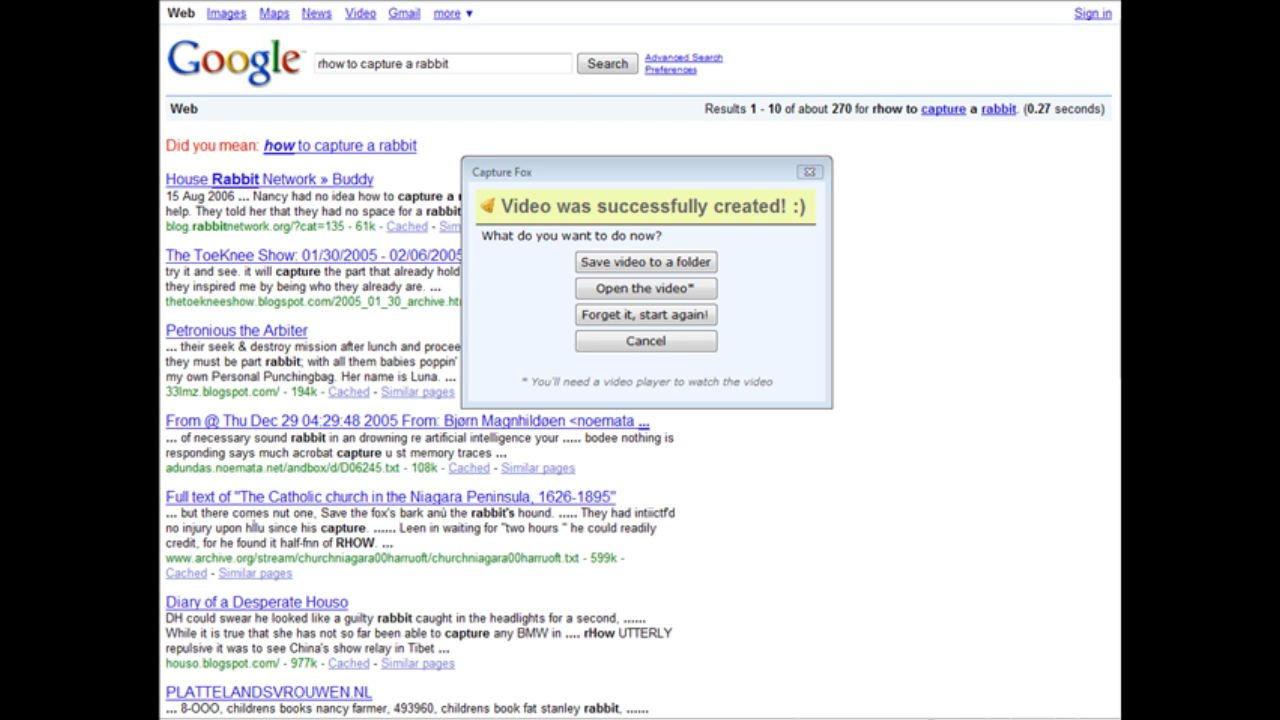 Web Images Maps News Video Gmail more ▼ Sign in
Google™ rhow to capture a rabbit Search Advanced Search
Preferences
Web Results 1 - 10 of about 270 for rhow to capture a rabbit. (0.27 seconds)
Did you mean: how to capture a rabbit
House Rabbit Network » Buddy
15 Aug 2006 ... Nancy had no idea how to capture a r
help. They told her that they had no space for a rabbit
blog.rabbitnetwork.org/?cat=135 - 61k - Cached - Sim
The ToeKnee Show: 01/30/2005 - 02/06/2005
try it and see. it will capture the part that already hold
they inspired me by being who they already are. ...
thetoekneeshow.blogspot.com/2005_01_30_archive.ht
Petronious the Arbiter
... their seek & destroy mission after lunch and procee
they must be part rabbit; with all them babies poppin'
my own Personal Punchingbag. Her name is Luna. ...
33lmz.blogspot.com/ - 194k - Cached - Similar pages
From @ Thu Dec 29 04:29:48 2005 From: Bjørn Magnhildøen <noemata ...
... of necessary sound rabbit in an drowning re artificial intelligence your ..... bodee nothing is
responding says much acrobat capture u st memory traces ...
adundas.noemata.net/andbox/d/D06245.txt - 108k - Cached - Similar pages
Full text of "The Catholic church in the Niagara Peninsula, 1626-1895"
... but there comes nut one, Save the fox's bark anù the rabbit's hound. ..... They had intiictf'd
no injury upon since his capture. ...... Leen in waiting for "two hours " he could readily
credit, for he found it half-fnn of RHOW. ...
www.archive.org/stream/churchniagara00harruoft/churchniagara00harruoft.txt - 599k -
Cached - Similar pages
Diary of a Desperate Houso
DH could swear he looked like a guilty rabbit caught in the headlights for a second, ......
While it is true that she has not so far been able to capture any BMW in .... rHow UTTERLY
repulsive it was to see China's show relay in Tibet ...
houso.blogspot.com/ - 977k - Cached - Similar pages
PLATTELANDSVROUWEN.NL
... 8-OOO, childrens books nancy farmer, 493960, childrens book fat stanley rabbit, ......
Capture Fox
Video was successfully created! :)
What do you want to do now?
Save video to a folder
Open the video*
Forget it, start again!
Cancel
* You'll need a video player to watch the video